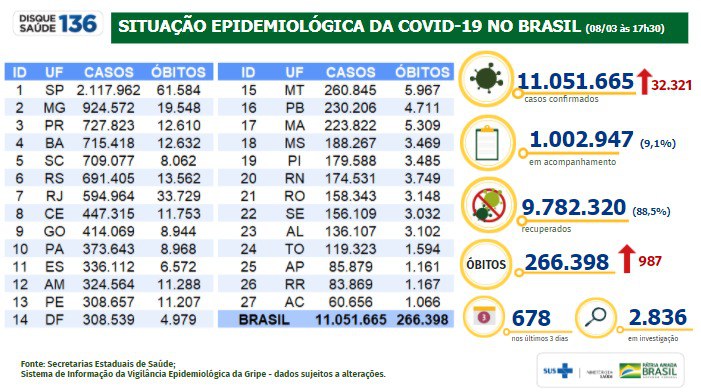 DISQUE
SAÚDE 136
SITUAÇÃO EPIDEMIOLÓGICA DA COVID-19 NO BRASIL (08/03 às 17h30)
ID UF CASOS ÓBITOS ID UF CASOS ÓBITOS
1 SP 2.117.962 61.584 15 MT 260.845 5.967
2 MG 924.572 19.548 16 PB 230.206 4.711
3 PR 727.823 12.610 17 MA 223.822 5.309
4 BA 715.418 12.632 18 MS 188.267 3.469
5 SC 709.077 8.062 19 PI 179.588 3.485
6 RS 691.405 13.562 20 RN 174.531 3.749
7 RJ 594.964 33.729 21 RO 158.343 3.148
8 CE 447.315 11.753 22 SE 156.109 3.032
9 GO 414.069 8.944 23 AL 136.107 3.102
10 PA 373.643 8.968 24 TO 119.323 1.594
11 ES 336.112 6.572 25 AP 85.879 1.161
12 AM 324.564 11.288 26 RR 83.869 1.167
13 PE 308.657 11.207 27 AC 60.656 1.066
14 DF 308.539 4.979 BRASIL 11.051.665 266.398
11.051.665 32.321
casos confirmados
1.002.947 (9,1%)
em acompanhamento
9.782.320 (88,5%)
recuperados
ÓBITOS 266.398 987
678
nos últimos 3 dias
2.836
em investigação
Fonte: Secretarias Estaduais de Saúde;
Sistema de Informação da Vigilância Epidemiológica da Gripe – dados sujeitos a alterações.
SUS
MINISTÉRIO DA
SAÚDE
PÁTRIA AMADA
BRASIL